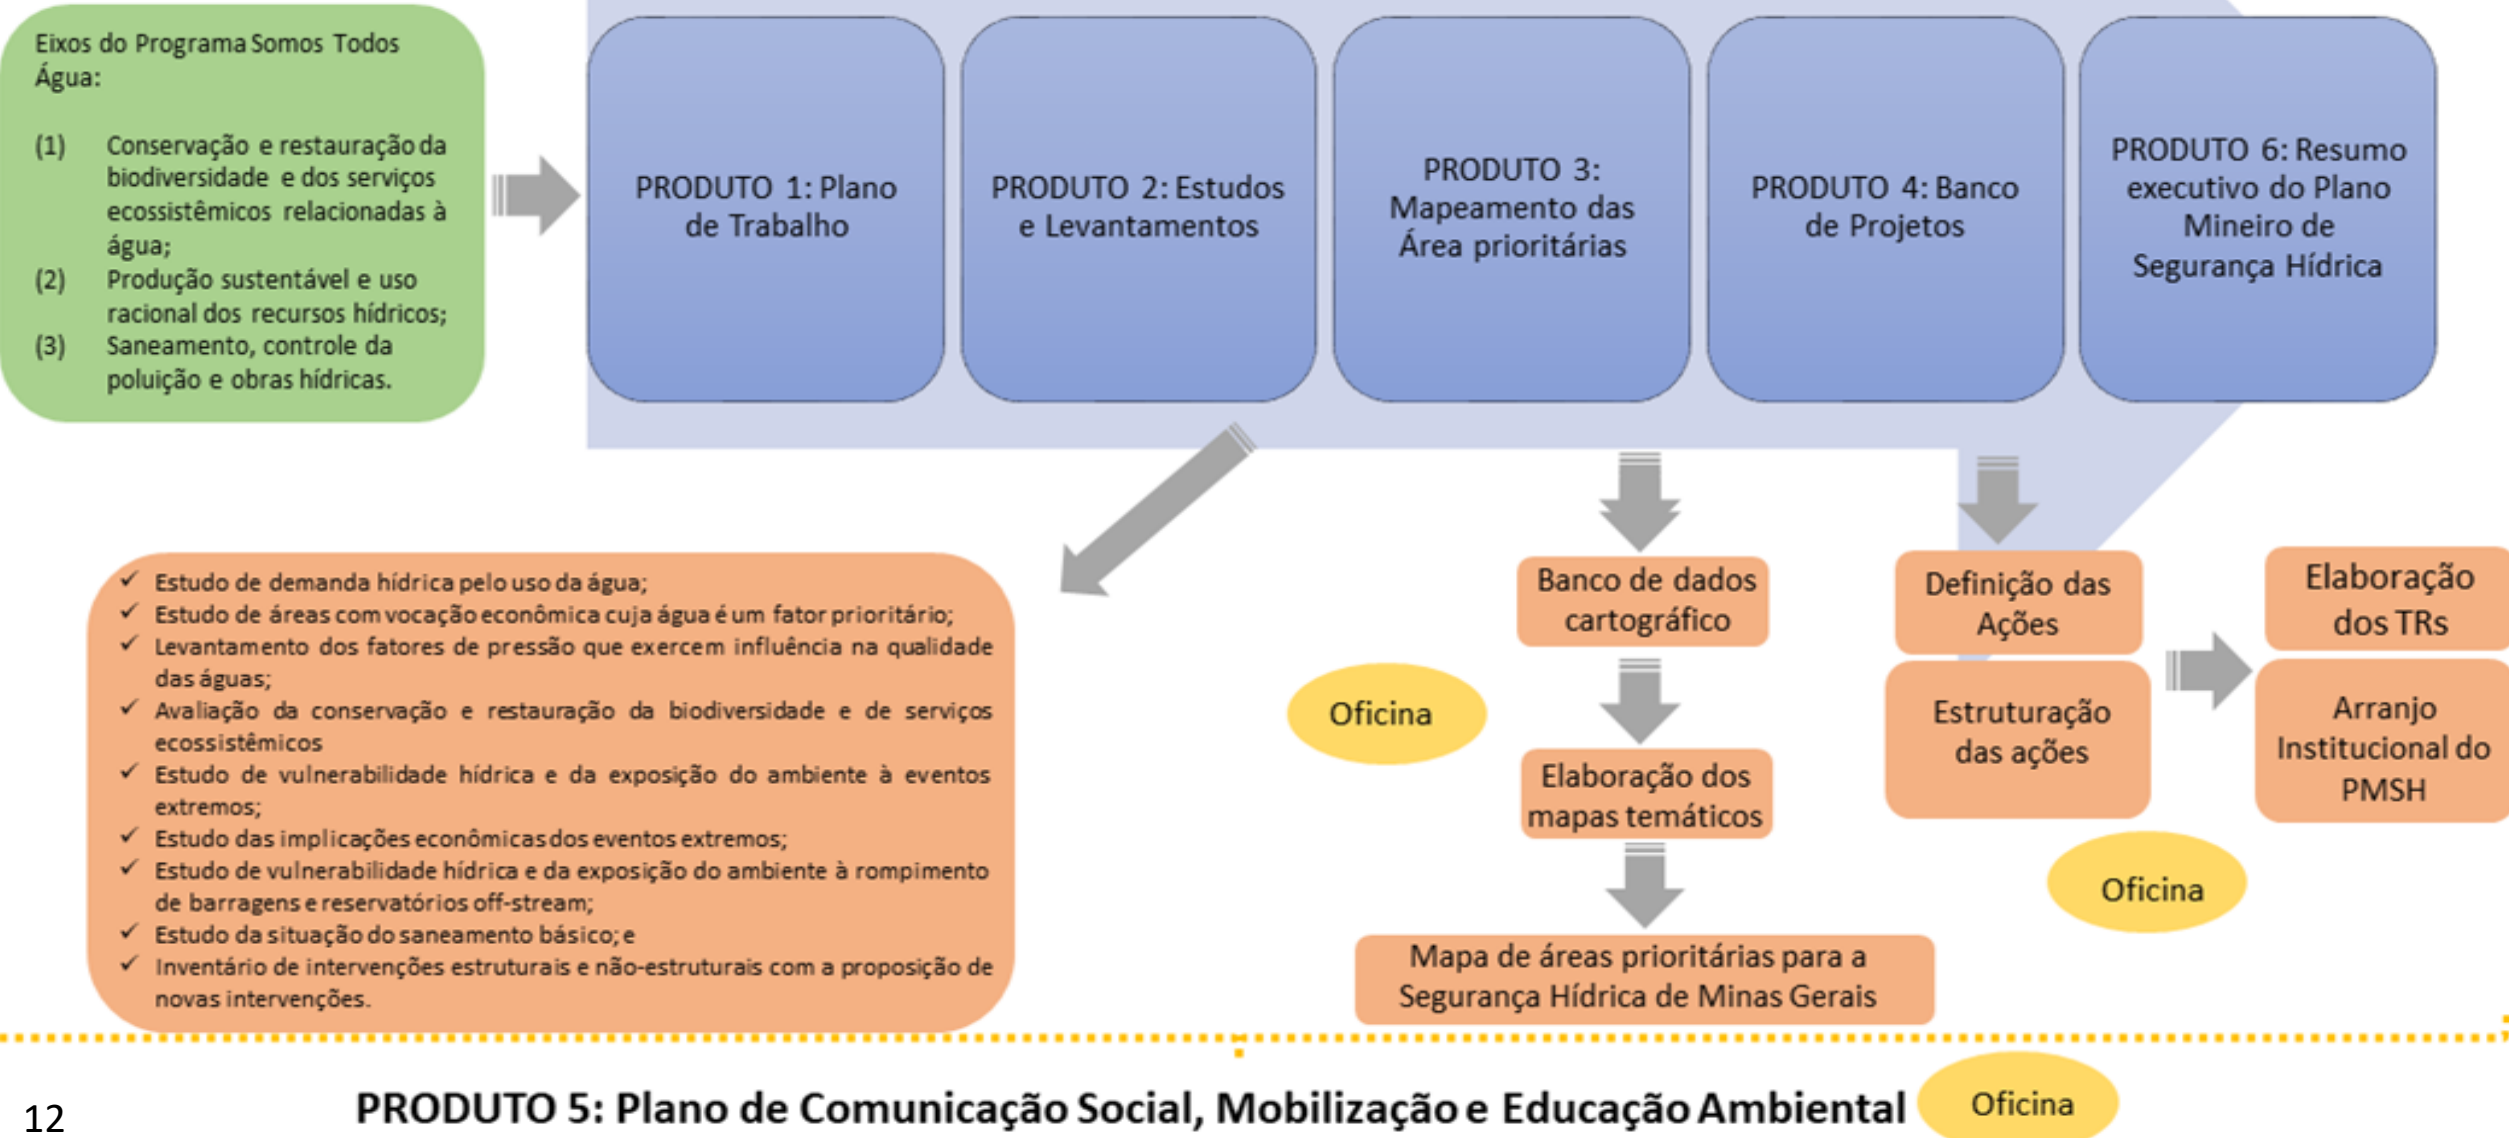 Eixos do Programa Somos Todos
Água:
(1) Conservação e restauração da
biodiversidade e dos serviços
ecossistêmicos relacionadas à
água;
(2) Produção sustentável e uso
racional dos recursos hídricos;
(3) Saneamento, controle da
poluição e obras hídricas.
PRODUTO 1: Plano
de Trabalho
PRODUTO 2: Estudos
e Levantamentos
PRODUTO 3:
Mapeamento das
Área prioritárias
PRODUTO 4: Banco
de Projetos
PRODUTO 6: Resumo
executivo do Plano
Mineiro de
Segurança Hídrica
✓ Estudo de demanda hídrica pelo uso da água;
✓ Estudo de áreas com vocação econômica cuja água é um fator prioritário;
✓ Levantamento dos fatores de pressão que exercem influência na qualidade
das águas;
✓ Avaliação da conservação e restauração da biodiversidade e de serviços
ecossistêmicos
✓ Estudo de vulnerabilidade hídrica e da exposição do ambiente à eventos
extremos;
✓ Estudo das implicações econômicas dos eventos extremos;
✓ Estudo de vulnerabilidade hídrica e da exposição do ambiente à rompimento
de barragens e reservatórios off-stream;
✓ Estudo da situação do saneamento básico; e
✓ Inventário de intervenções estruturais e não-estruturais com a proposição de
novas intervenções.
Oficina
Banco de dados
cartográfico
Elaboração dos
mapas temáticos
Mapa de áreas prioritárias para a
Segurança Hídrica de Minas Gerais
Definição das
Ações
Estruturação
das ações
Oficina
Elaboração
dos TRs
Arranjo
Institucional do
PMSH
12
PRODUTO 5: Plano de Comunicação Social, Mobilização e Educação Ambiental
Oficina